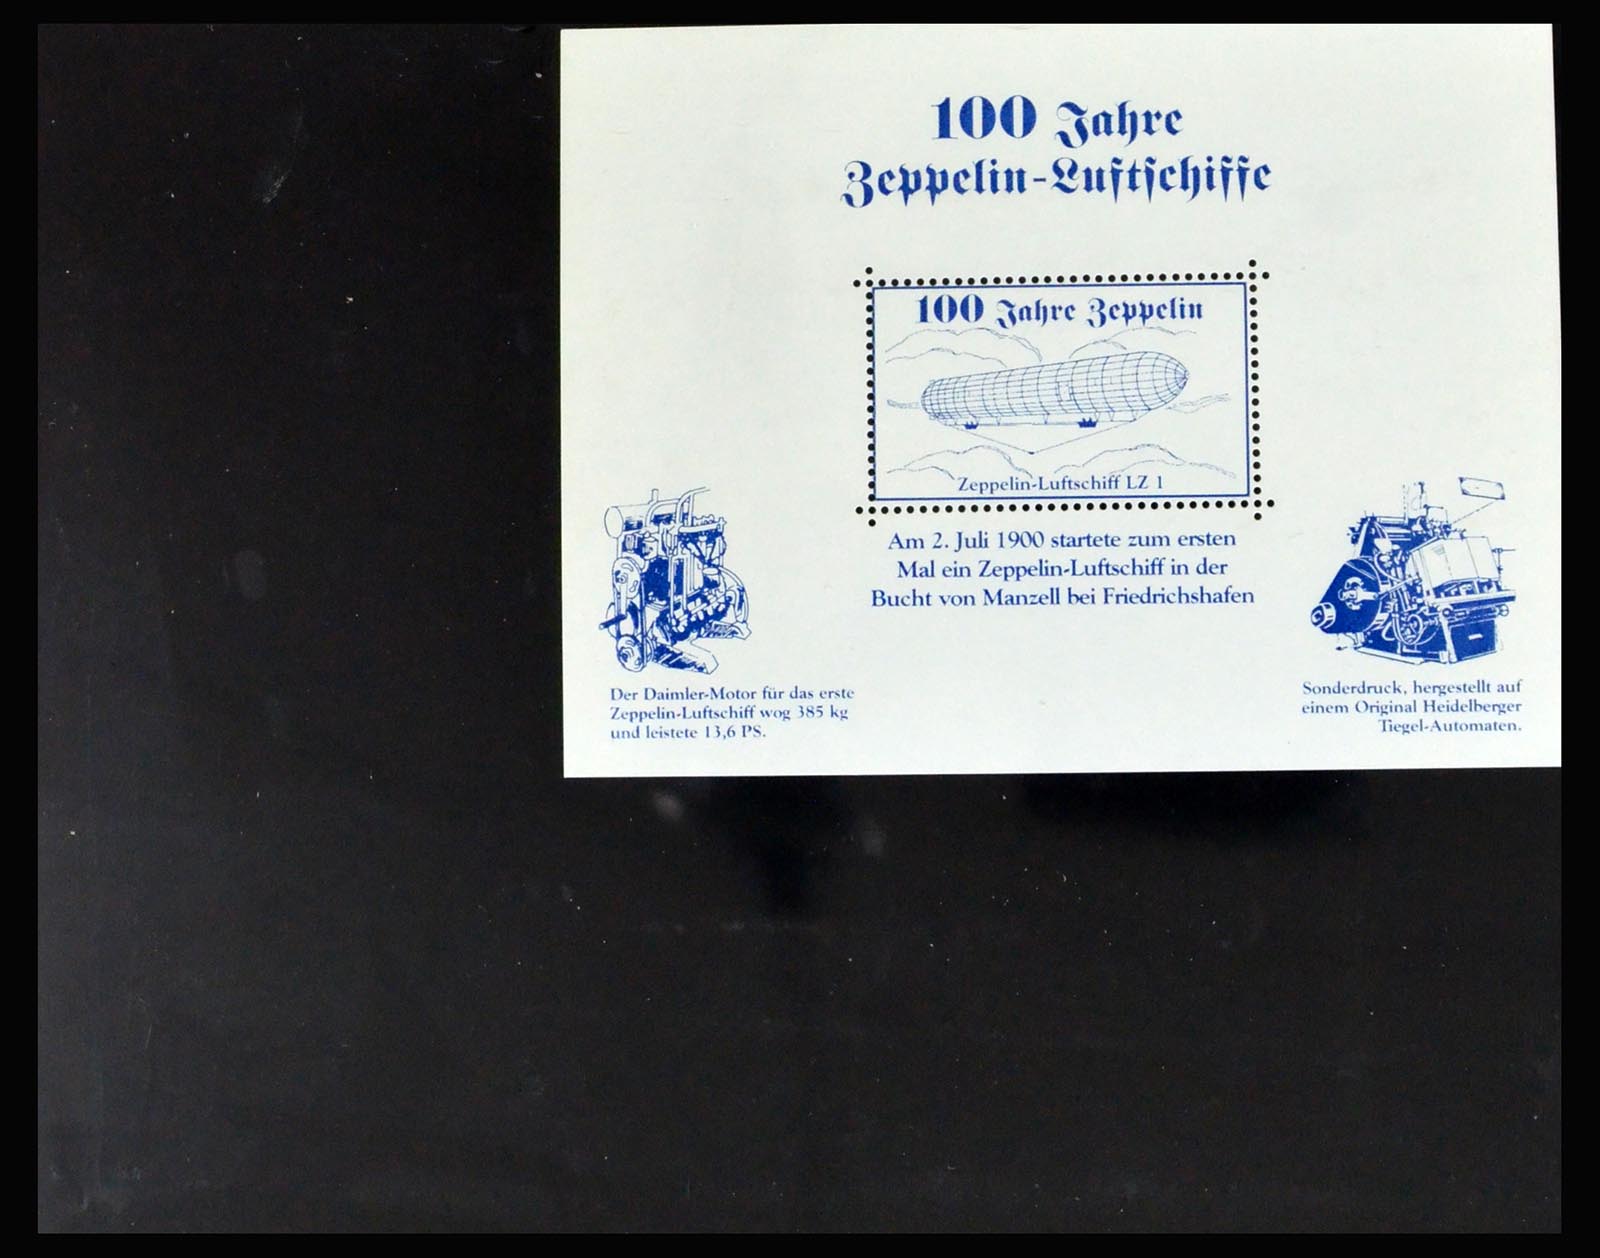 100 Jahre
Zeppelin-Luftschiffe
100 Jahre Zeppelin
Zeppelin-Luftschiff LZ 1
Am 2. Juli 1900 startete zum ersten
Mal ein Zeppelin-Luftschiff in der
Bucht von Manzell bei Friedrichshafen
Der Daimler-Motor für das erste
Zeppelin-Luftschiff wog 385 kg
und leistete 13,6 PS.
Sonderdruck, hergestellt auf
einem Original Heidelberger
Tiegel-Automaten.